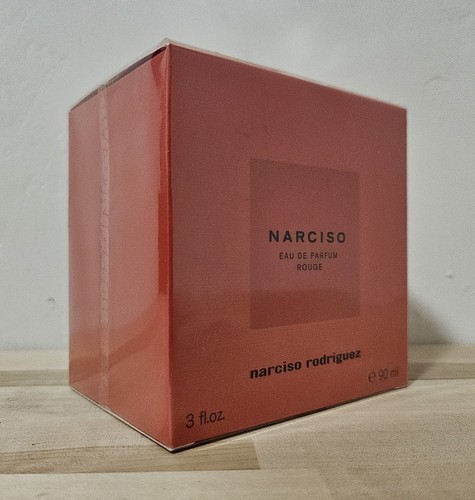 NARCISO
EAU DE PARFUM
ROUGE
narciso rodriguez
3 fl.oz. ℮ 90 ml